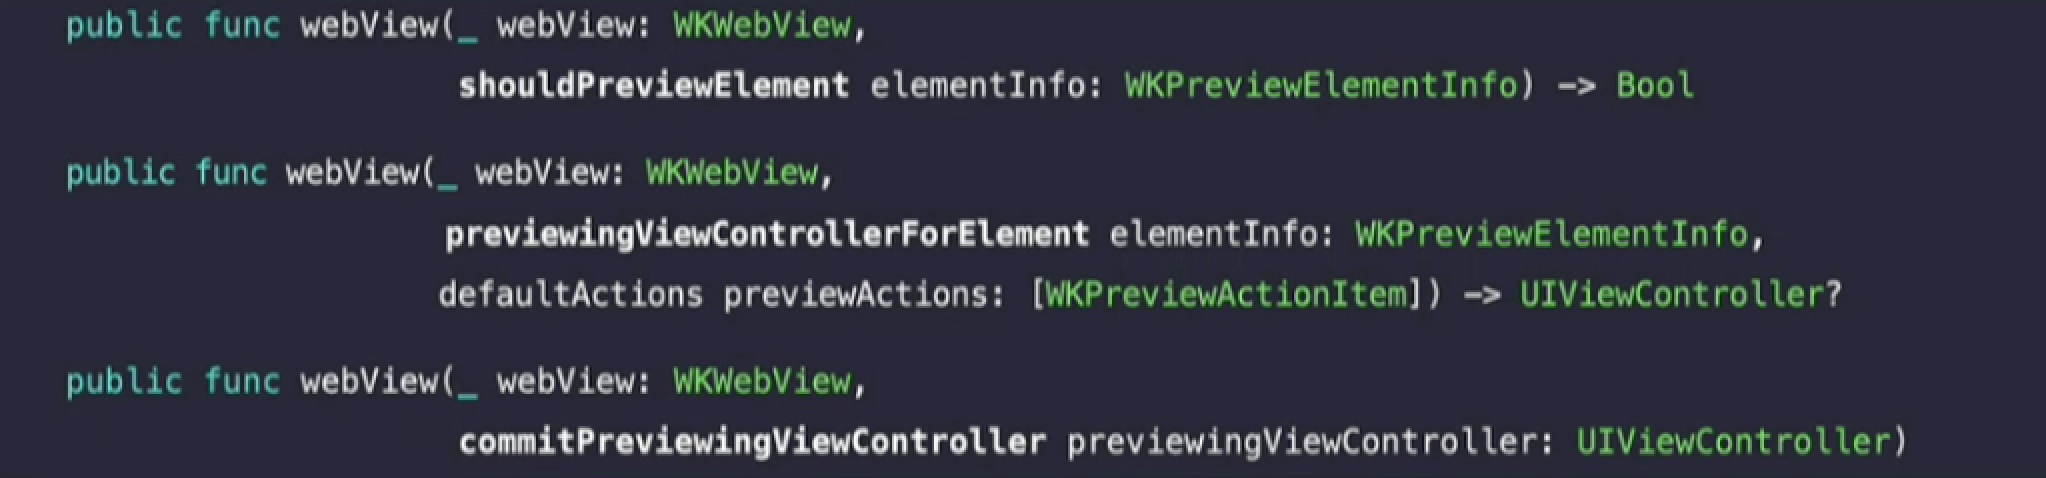 public func webView(_ webView: WKWebView,
shouldPreviewElement elementInfo: WKPreviewElementInfo) -> Bool
public func webView(_ webView: WKWebView,
previewingViewControllerForElement elementInfo: WKPreviewElementInfo,
defaultActions previewActions: [WKPreviewActionItem]) -> UIViewController?
public func webView(_ webView: WKWebView,
commitPreviewingViewController previewingViewController: UIViewController)